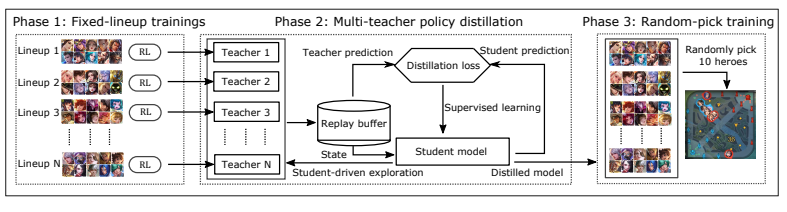 Phase 1: Fixed-lineup trainings
Phase 2: Multi-teacher policy distillation
Phase 3: Random-pick training
Lineup 1
RL
Lineup 2
RL
Lineup 3
RL
Lineup N
RL
Teacher 1
Teacher 2
Teacher 3
Teacher N
Teacher prediction
Student prediction
Distillation loss
Supervised learning
Replay buffer
State
Student model
Student-driven exploration
Distilled model
Randomly pick
10 heroes